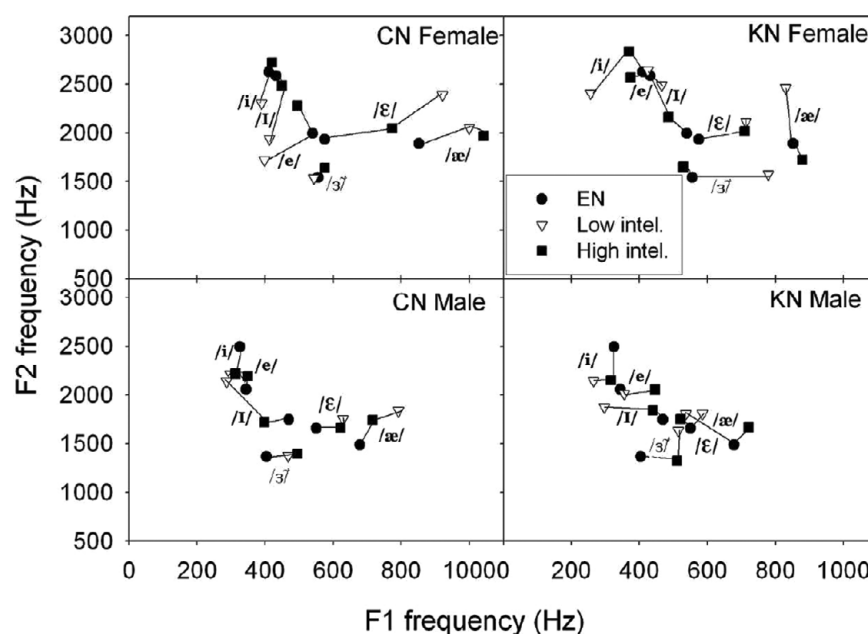 CN Female
KN Female
3000
2500
2000
1500
1000
500
/i/
/ɪ/
/e/
/ɛ/
/æ/
/ɝ/
/i/
/e/
/ɪ/
/ɛ/
/æ/
/ɝ/
EN
Low intel.
High intel.
CN Male
KN Male
3000
2500
2000
1500
1000
500
/i/
/e/
/ɪ/
/ɛ/
/æ/
/ɝ/
/i/
/e/
/ɪ/
/æ/
/ɛ/
/ɝ/
0 200 400 600 800 10000 200 400 600 800 1000
F2 frequency (Hz)
F1 frequency (Hz)